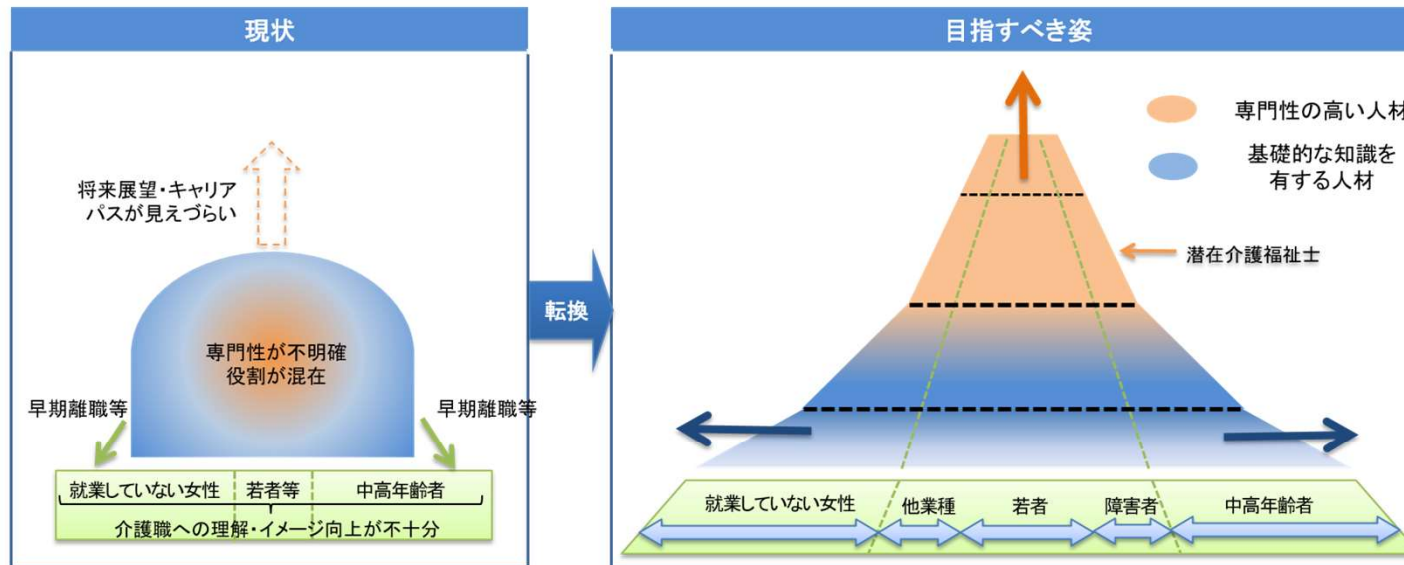 現状
将来展望・キャリア
パスが見えづらい
専門性が不明確
役割が混在
早期離職等
早期離職等
就業していない女性
若者等
中高年齢者
介護職への理解・イメージ向上が不十分
転換
目指すべき姿
専門性の高い人材
基礎的な知識を
有する人材
潜在介護福祉士
就業していない女性
他業種
若者
障害者
中高年齢者